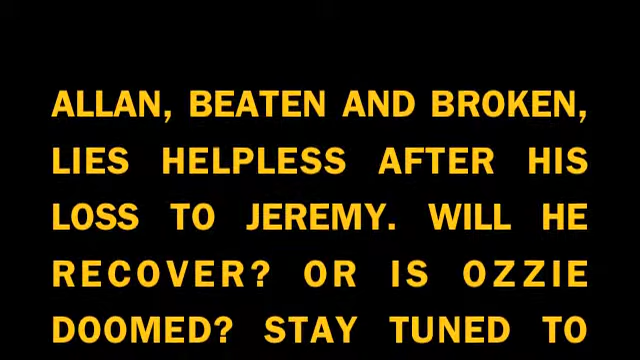 ALLAN, BEATEN AND BROKEN,
LIES HELPLESS AFTER HIS
LOSS TO JEREMY. WILL HE
RECOVER? OR IS OZZIE
DOOMED? STAY TUNED TO